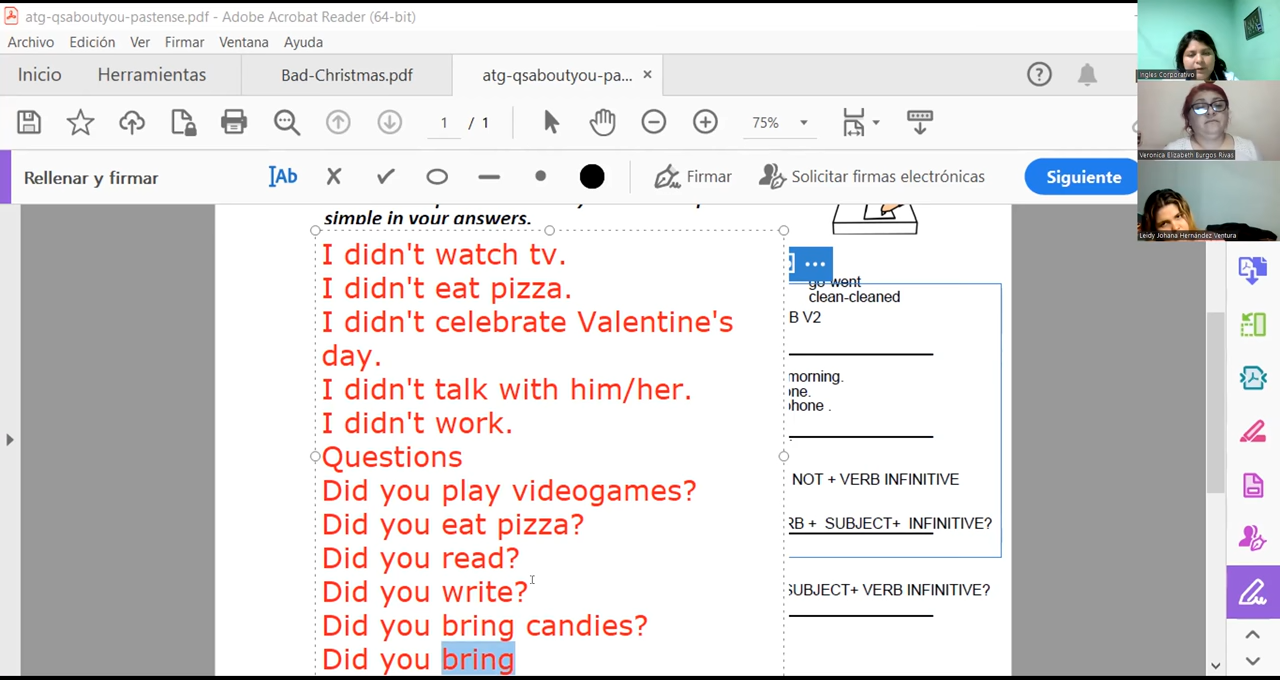 atg-qsaboutyou-pastense.pdf - Adobe Acrobat Reader (64-bit)
Archivo Edición Ver Firmar Ventana Ayuda
Inicio Herramientas Bad-Christmas.pdf atg-qsaboutyou-pa... ×
1 / 1 75%
Rellenar y firmar Firmar Solicitar firmas electrónicas Siguiente
Ingles Corporativo
Veronica Elizabeth Burgos Rivas
Leidy Johana Hernández Ventura
simple in your answers.
I didn't watch tv.
I didn't eat pizza.
I didn't celebrate Valentine's
day.
I didn't talk with him/her.
I didn't work.
Questions
Did you play videogames?
Did you eat pizza?
Did you read?
Did you write?
Did you bring candies?
Did you bring
go went
clean-cleaned
B V2
morning.
one.
phone .
NOT + VERB INFINITIVE
RB + SUBJECT+ INFINITIVE?
SUBJECT+ VERB INFINITIVE?